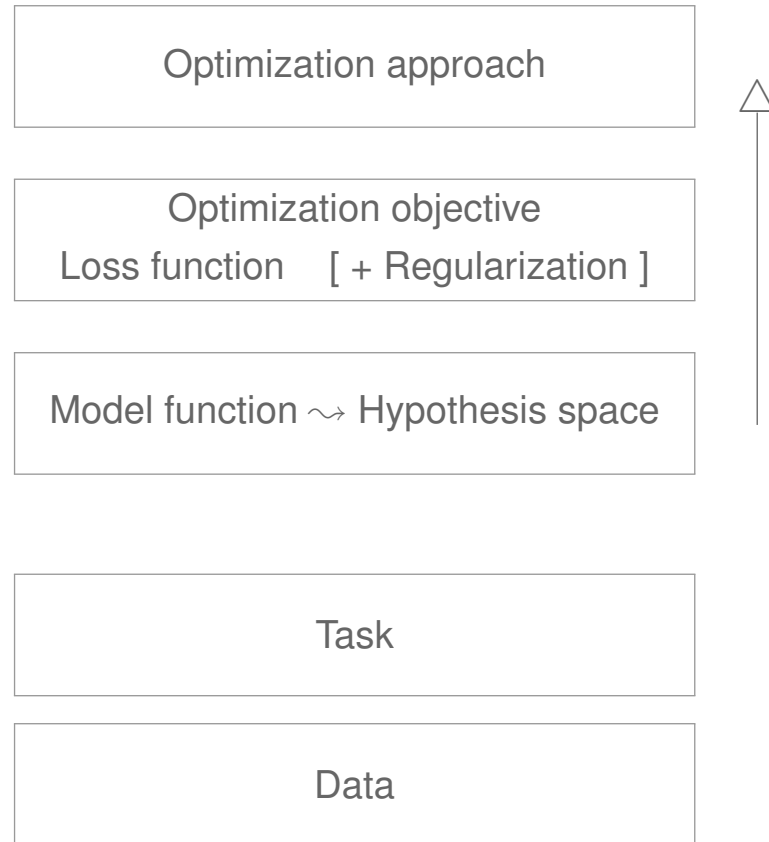 Optimization approach
Optimization objective
Loss function [ + Regularization ]
Model function ⤳ Hypothesis space
Task
Data